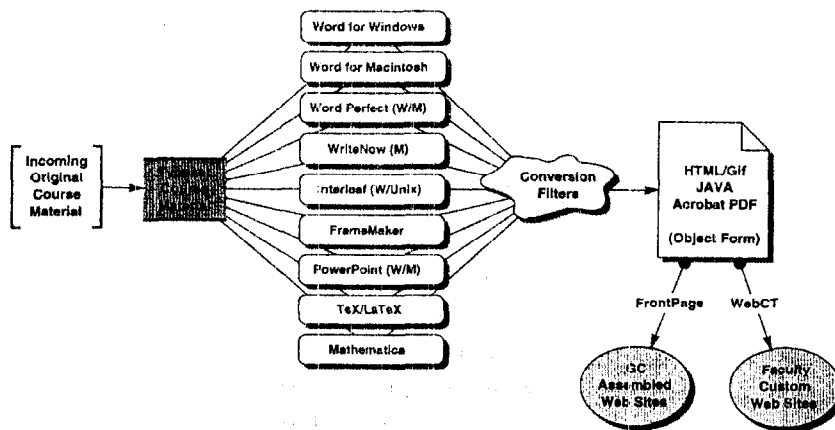 Word for Windows
Word for Macintosh
Word Perfect (W/M)
WriteNow (M)
Interleaf (W/Unix)
FrameMaker
PowerPoint (W/M)
TeX/LaTeX
Mathematica
Incoming
Original
Course
Material
Conversion
Filters
HTML/Gif
JAVA
Acrobat PDF
(Object Form)
FrontPage
WebCT
GC
Assembled
Web Sites
Faculty
Custom
Web Sites